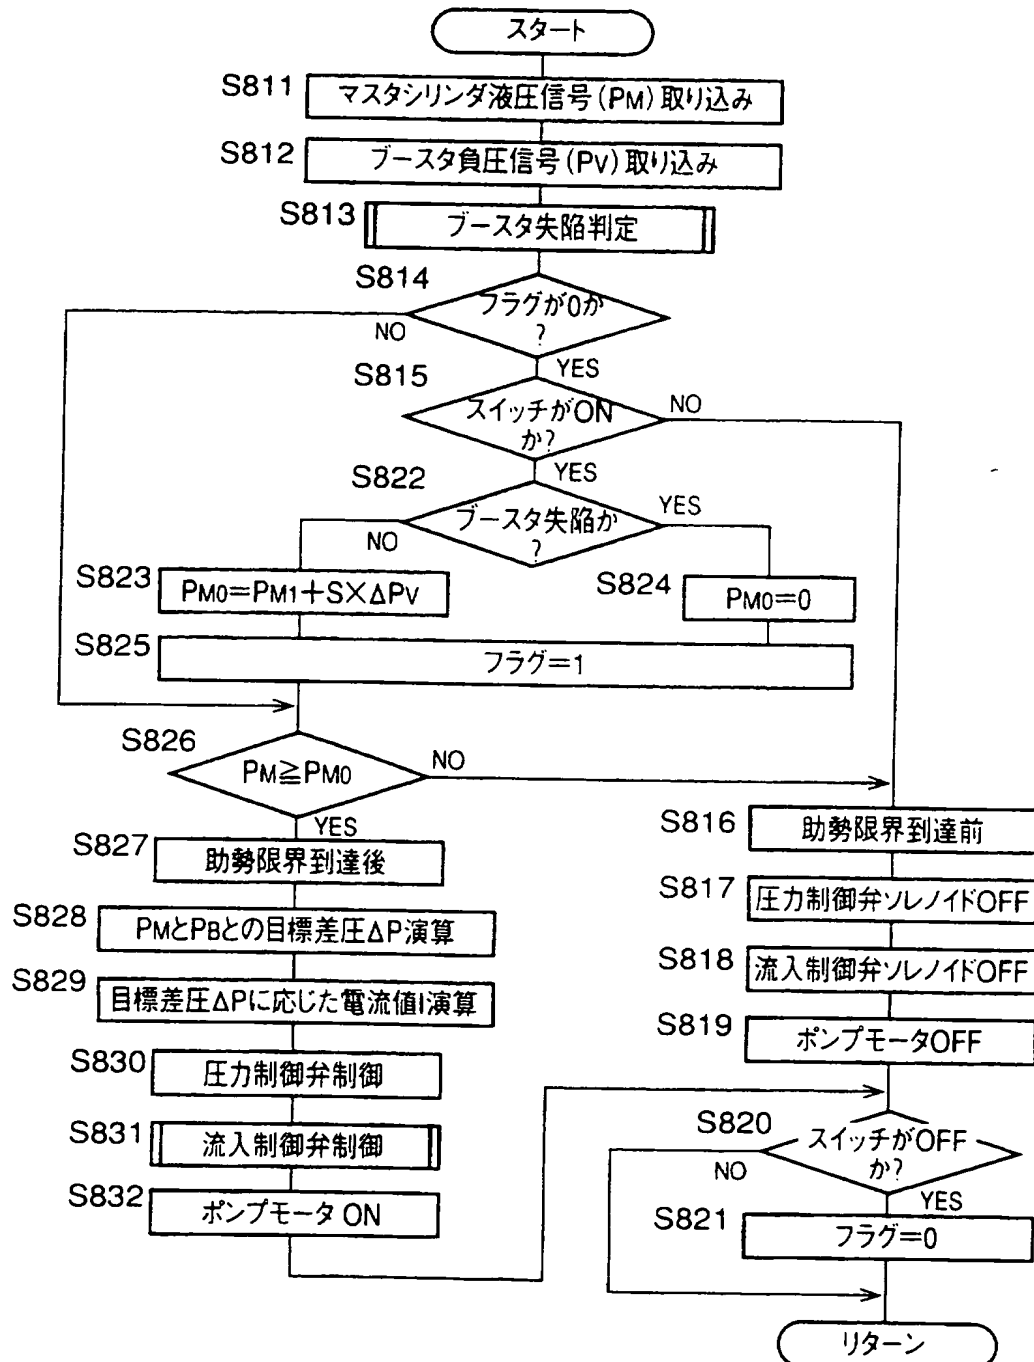 スタート
S811
マスタシリンダ液圧信号(PM)取り込み
S812
ブースタ負圧信号(PV)取り込み
S813
ブースタ失陥判定
S814
フラグが0か
?
NO
YES
S815
スイッチがON
か?
NO
YES
S822
ブースタ失陥か
?
NO
YES
S823
PM0=PM1+S×ΔPV
S824
PM0=0
S825
フラグ=1
S826
PM≧PM0
NO
YES
S827
助勢限界到達後
S828
PMとPBとの目標差圧ΔP演算
S829
目標差圧ΔPに応じた電流値I演算
S830
圧力制御弁制御
S831
流入制御弁制御
S832
ポンプモータ ON
S816
助勢限界到達前
S817
圧力制御弁ソレノイドOFF
S818
流入制御弁ソレノイドOFF
S819
ポンプモータOFF
S820
スイッチがOFF
か?
NO
YES
S821
フラグ=0
リターン